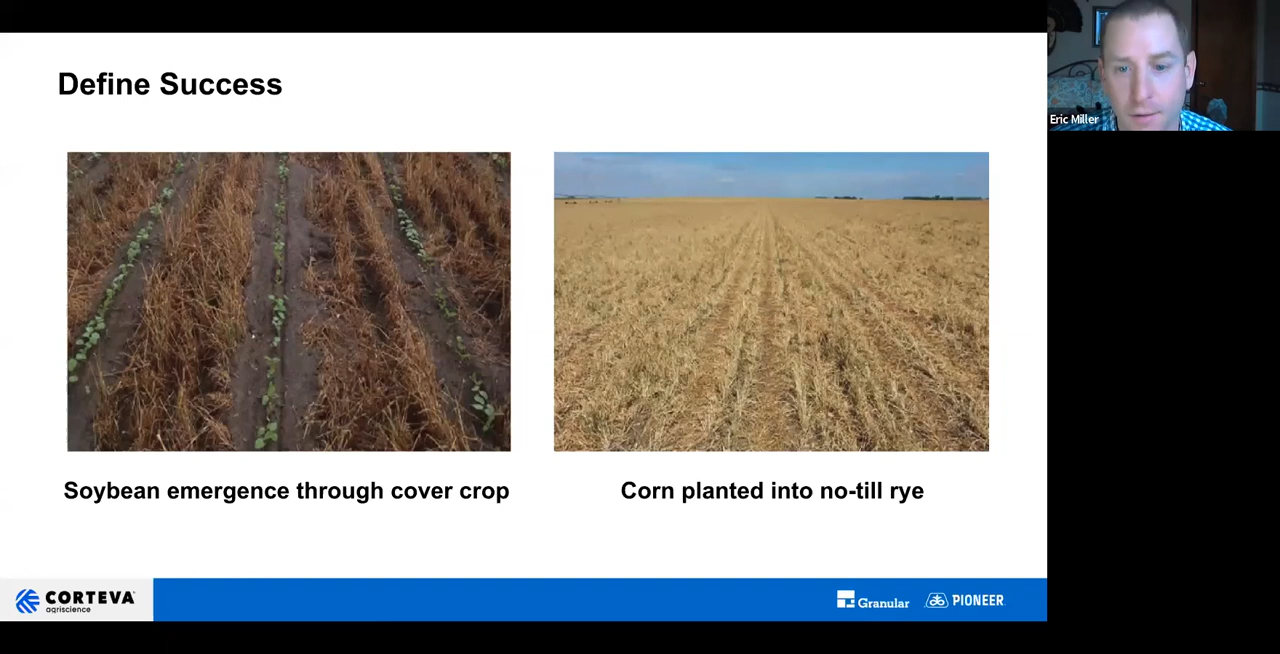 Define Success
Eric Miller
Soybean emergence through cover crop
Corn planted into no-till rye
CORTEVA
agriscience
Granular
PIONEER